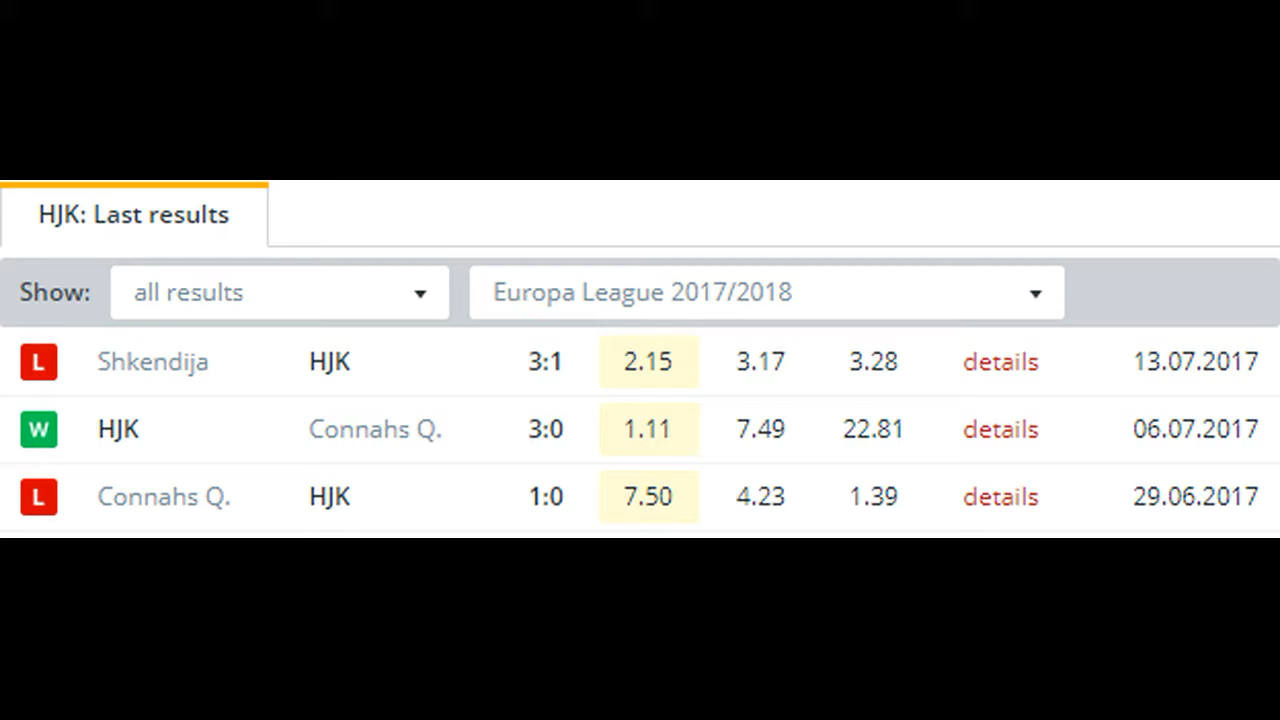 HJK: Last results
Show: all results Europa League 2017/2018
L Shkendija HJK 3:1 2.15 3.17 3.28 details 13.07.2017
W HJK Connahs Q. 3:0 1.11 7.49 22.81 details 06.07.2017
L Connahs Q. HJK 1:0 7.50 4.23 1.39 details 29.06.2017